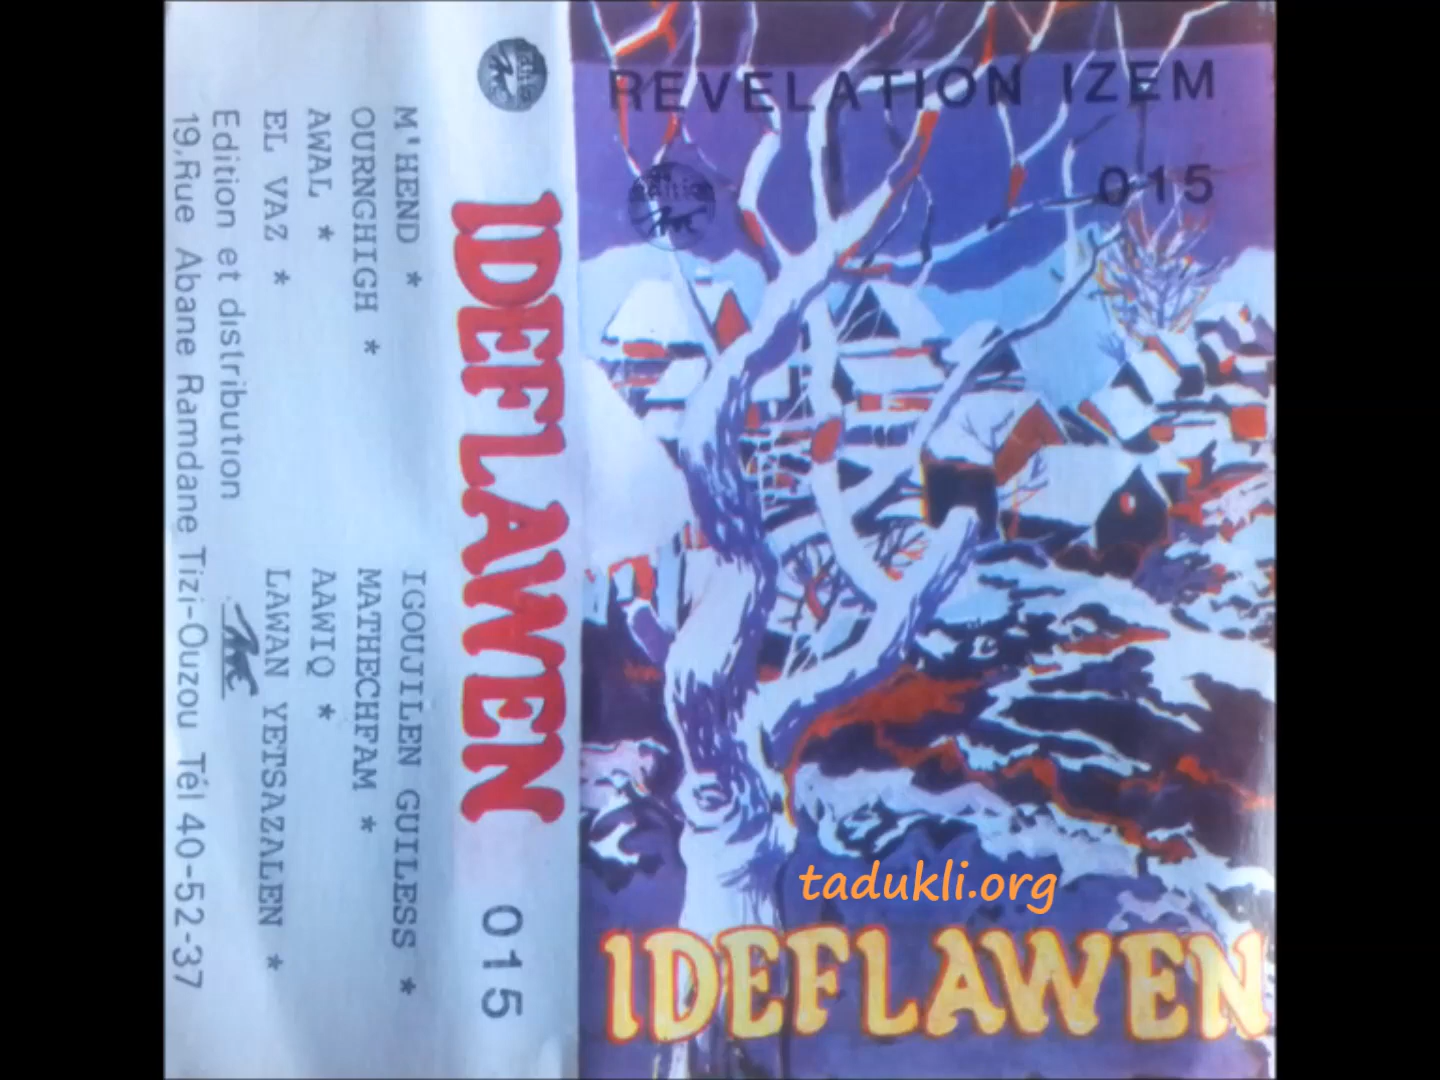 REVELATION IZEM
015
edition
IDEFLAWEN
tadukli.org
IDEFLAWEN 015
M'HEND *
OURNGHIGH *
AWAL *
EL VAZ *
IGOUJILEN GUILESS *
MATHECHFAM *
AAWIQ *
LAWAN YETSAZALEN *
Edition et distribution
19,Rue Abane Ramdane Tizi-Ouzou Tél 40-52-37